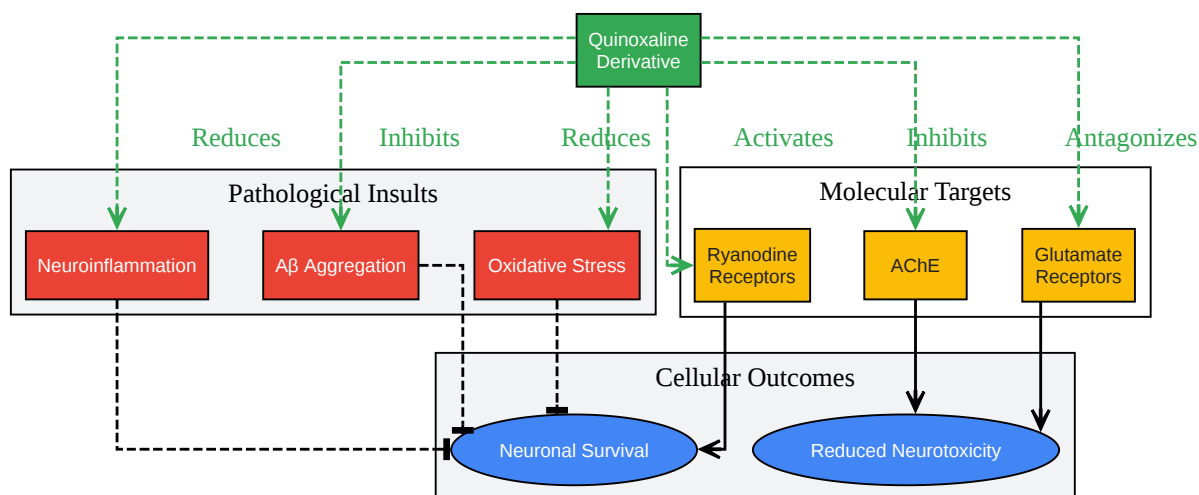 Quinoxaline
Derivative
Reduces
Inhibits
Reduces
Activates
Inhibits
Antagonizes
Pathological Insults
Molecular Targets
Neuroinflammation
Aβ Aggregation
Oxidative Stress
Ryanodine
Receptors
AChE
Glutamate
Receptors
Cellular Outcomes
Neuronal Survival
Reduced Neurotoxicity